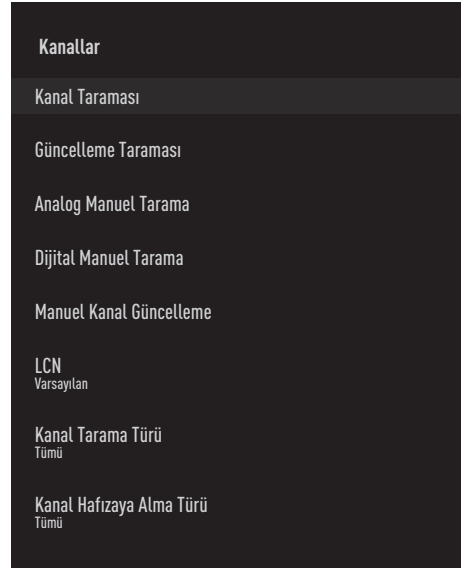 Kanallar
Kanal Taraması
Güncelleme Taraması
Analog Manuel Tarama
Dijital Manuel Tarama
Manuel Kanal Güncelleme
LCN
Varsayılan
Kanal Tarama Türü
Tümü
Kanal Hafızaya Alma Türü
Tümü